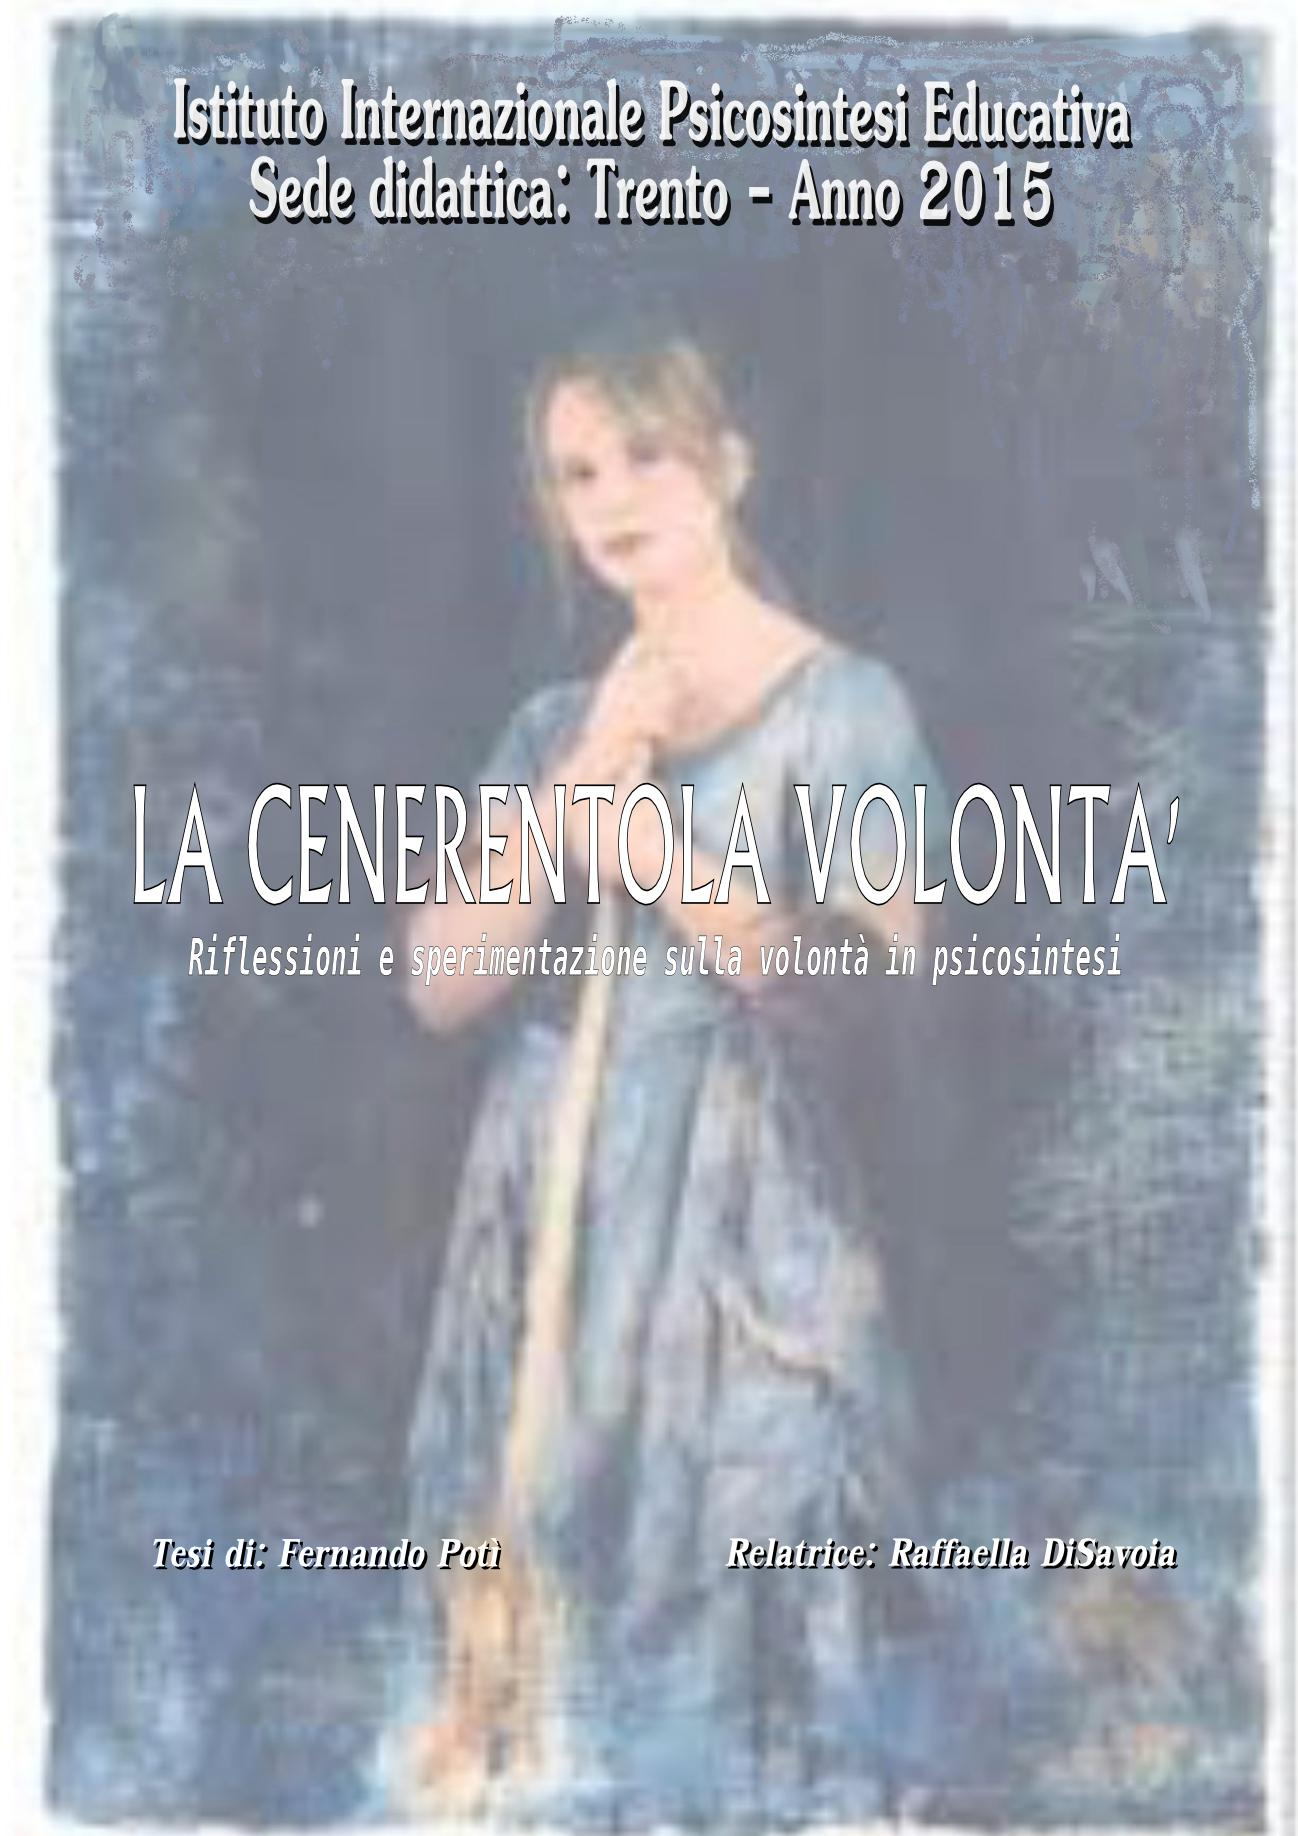 Istituto Internazionale Psicosintesi Educativa
Sede didattica: Trento - Anno 2015
LA CENERENTOLA VOLONTA'
Riflessioni e sperimentazione sulla volontà in psicosintesi
Tesi di: Fernando Potì
Relatrice: Raffaella DiSavoia